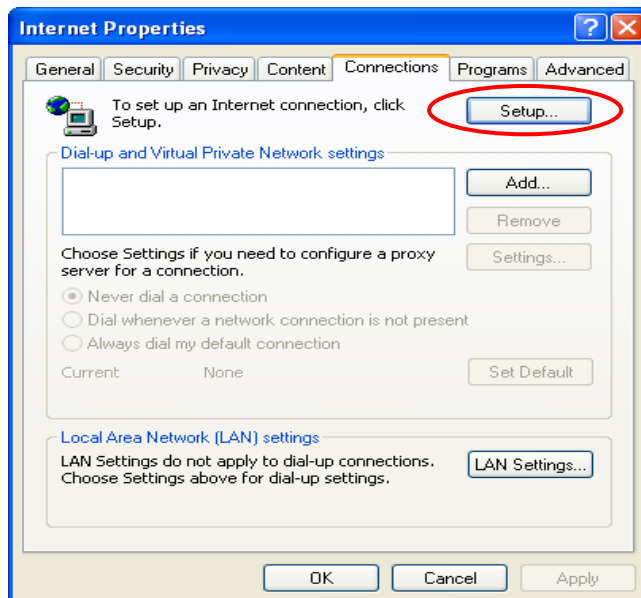 Internet Properties
General Security Privacy Content Connections Programs Advanced
To set up an Internet connection, click
Setup.
Setup...
Dial-up and Virtual Private Network settings
Add...
Remove
Choose Settings if you need to configure a proxy
server for a connection.
Settings...
Never dial a connection
Dial whenever a network connection is not present
Always dial my default connection
Current None
Set Default
Local Area Network (LAN) settings
LAN Settings do not apply to dial-up connections.
Choose Settings above for dial-up settings.
LAN Settings...
OK Cancel Apply